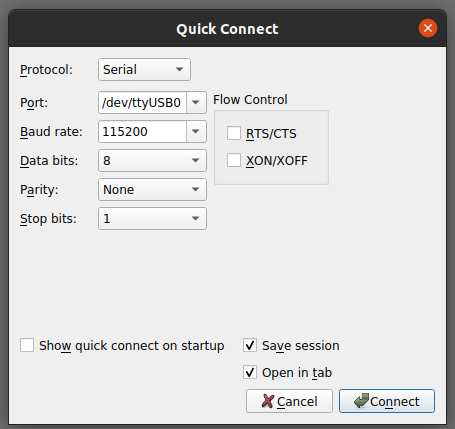 Quick Connect
Protocol: Serial
Port: /dev/ttyUSB0 Flow Control
Baud rate: 115200 RTS/CTS
Data bits: 8 XON/XOFF
Parity: None
Stop bits: 1
Show quick connect on startup Save session
Open in tab
Cancel Connect